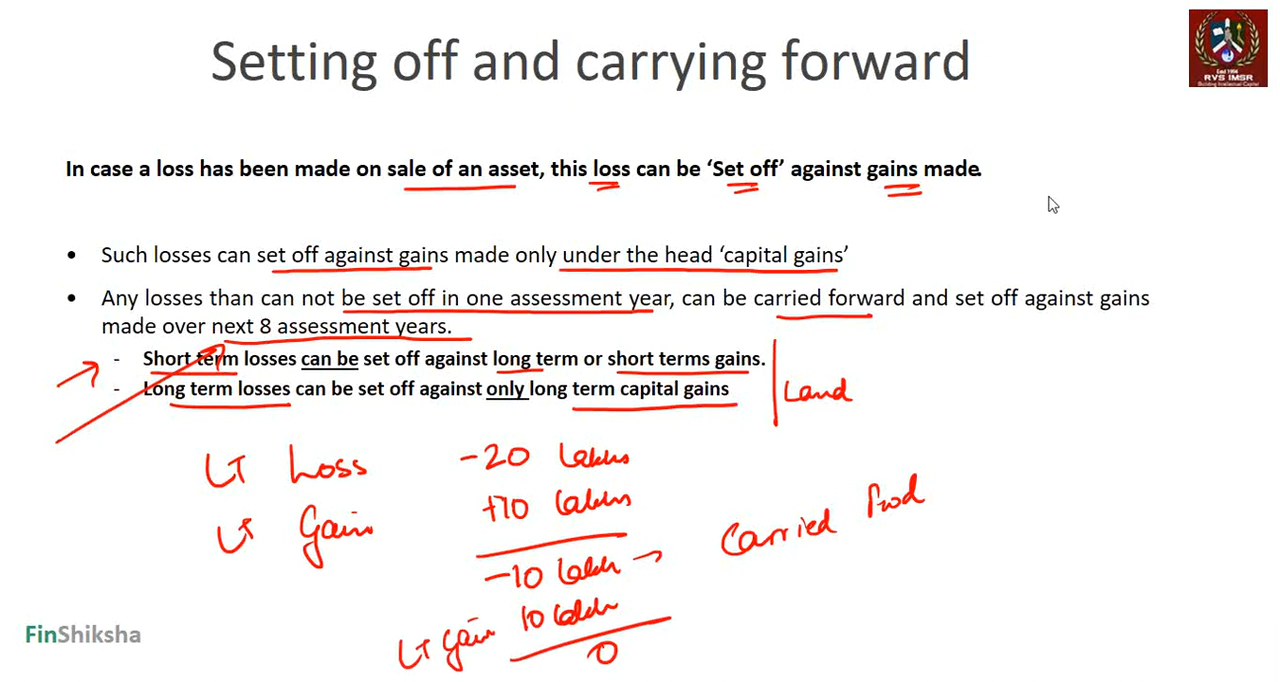 Setting off and carrying forward
Estd 1994
RVS IMSR
Building Intellectual Capital
In case a loss has been made on sale of an asset, this loss can be ‘Set off’ against gains made.
• Such losses can set off against gains made only under the head ‘capital gains’
• Any losses than can not be set off in one assessment year, can be carried forward and set off against gains
made over next 8 assessment years.
- Short term losses can be set off against long term or short terms gains.
- Long term losses can be set off against only long term capital gains
Land
LT Loss -20 Lakhs
LT Gain +10 Lakhs
-10 Lakh → Carried Fwd
LT Gain 10 Lakh
0
FinShiksha